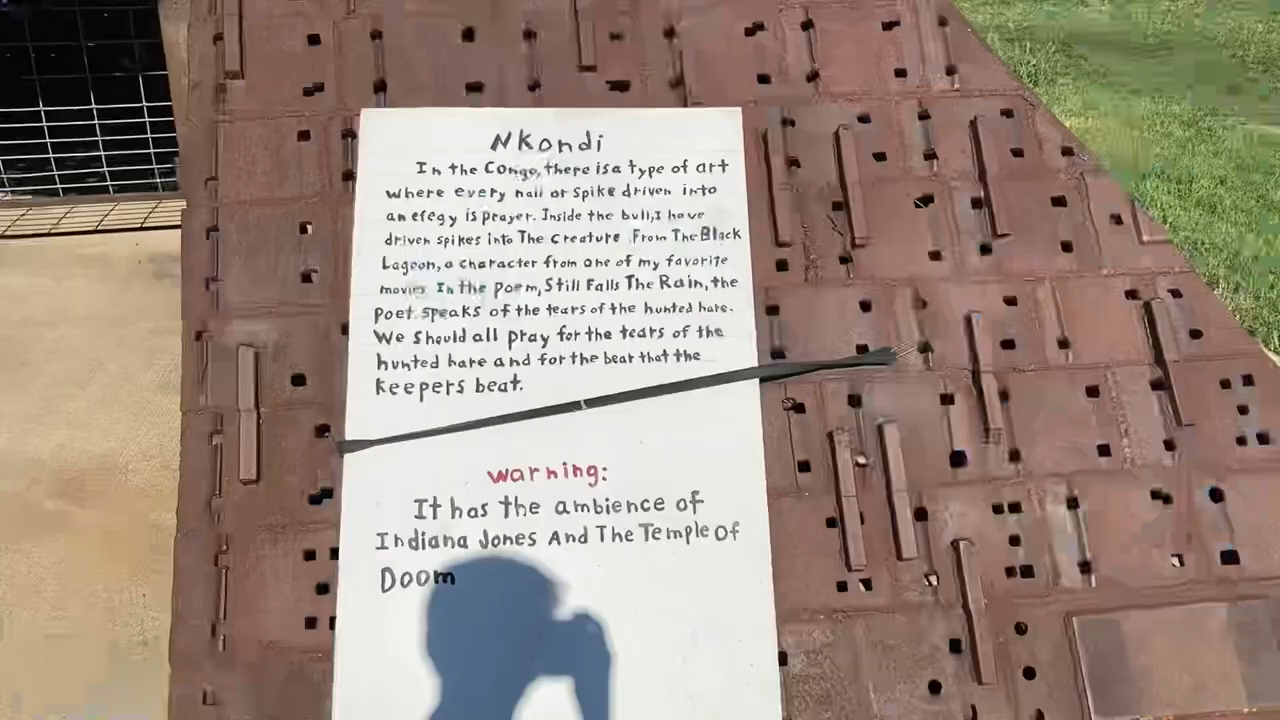 NKondi
In the Congo, there is a type of art
where every nail or spike driven into
an efegy is prayer. Inside the bull, I have
driven spikes into The Creature From The Black
Lagoon, a character from one of my favorite
movies. In the poem, Still Falls The Rain, the
poet speaks of the tears of the hunted hare.
We should all pray for the tears of the
hunted hare and for the bear that the
keepers beat.
warning:
It has the ambience of
Indiana Jones And The Temple Of
Doom